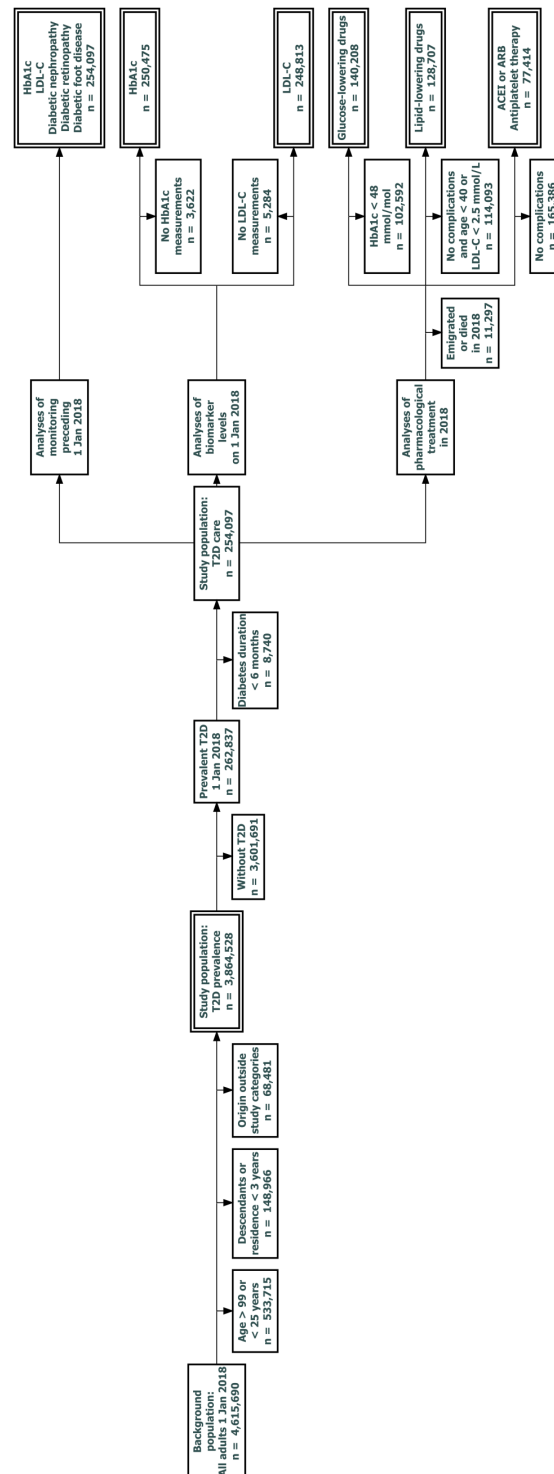 Background
population:
All adults 1 Jan 2018
n = 4,615,690
Age > 99 or
< 25 years
n = 533,715
Descendants or
residence < 3 years
n = 148,966
Origin outside
study categories
n = 68,481
Study population:
T2D prevalence
n = 3,864,528
Without T2D
n = 3,601,691
Prevalent T2D
1 Jan 2018
n = 262,837
Diabetes duration
< 6 months
n = 8,740
Study population:
T2D care
n = 254,097
Analyses of
monitoring
preceding
1 Jan 2018
HbA1c
LDL-C
Diabetic nephropathy
Diabetic retinopathy
Diabetic foot disease
n = 254,097
Analyses of
biomarker
levels
on 1 Jan 2018
No HbA1c
measurements
n = 3,622
HbA1c
n = 250,475
No LDL-C
measurements
n = 5,284
LDL-C
n = 248,813
Analyses of
pharmacological
treatment
in 2018
Emigrated
or died
in 2018
n = 11,297
HbA1c < 48
mmol/mol
n = 102,592
Glucose-lowering drugs
n = 140,208
No complications
and age < 40 or
LDL-C < 2.5 mmol/L
n = 114,093
Lipid-lowering drugs
n = 128,707
No complications
n = 165,386
ACEI or ARB
Antiplatelet therapy
n = 77,414